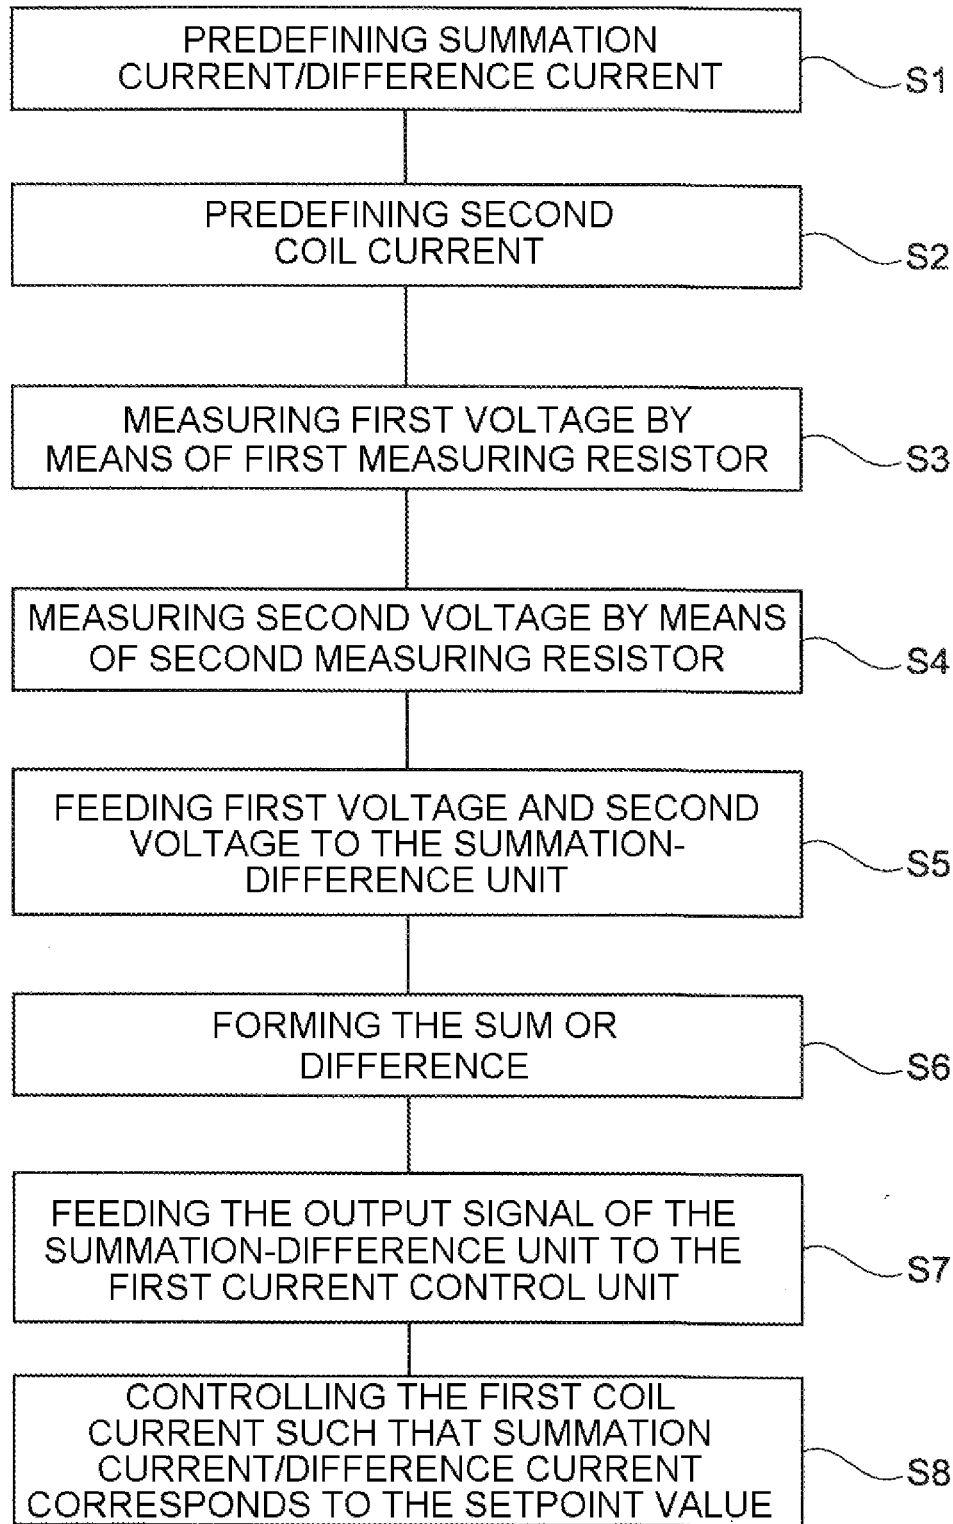 PREDEFINING SUMMATION
CURRENT/DIFFERENCE CURRENT
S1
PREDEFINING SECOND
COIL CURRENT
S2
MEASURING FIRST VOLTAGE BY
MEANS OF FIRST MEASURING RESISTOR
S3
MEASURING SECOND VOLTAGE BY MEANS
OF SECOND MEASURING RESISTOR
S4
FEEDING FIRST VOLTAGE AND SECOND
VOLTAGE TO THE SUMMATION-
DIFFERENCE UNIT
S5
FORMING THE SUM OR
DIFFERENCE
S6
FEEDING THE OUTPUT SIGNAL OF THE
SUMMATION-DIFFERENCE UNIT TO THE
FIRST CURRENT CONTROL UNIT
S7
CONTROLLING THE FIRST COIL
CURRENT SUCH THAT SUMMATION
CURRENT/DIFFERENCE CURRENT
CORRESPONDS TO THE SETPOINT VALUE
S8